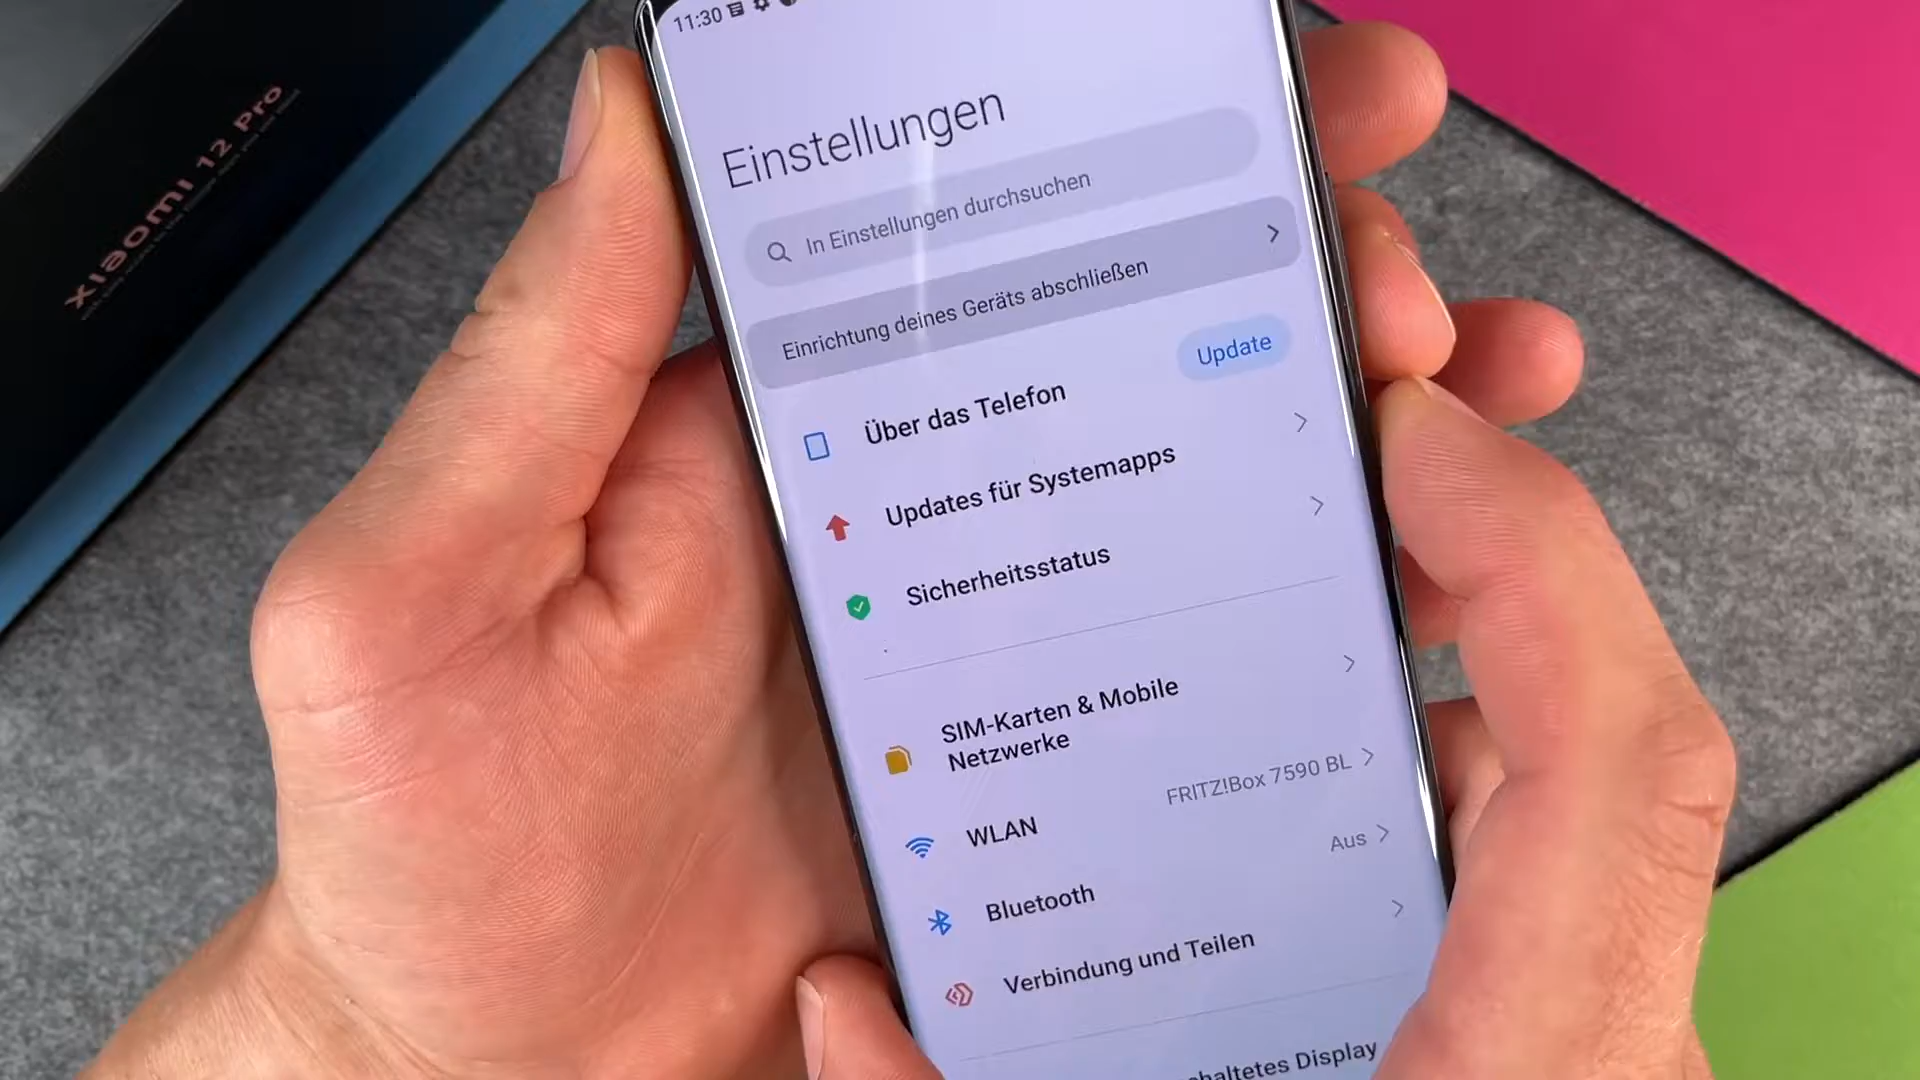 Xiaomi 12 Pro
11:30
Einstellungen
In Einstellungen durchsuchen
Einrichtung deines Geräts abschließen
Über das Telefon
Update
Updates für Systemapps
Sicherheitsstatus
SIM-Karten & Mobile
Netzwerke
WLAN
FRITZ!Box 7590 BL
Bluetooth
Aus
Verbindung und Teilen
Display